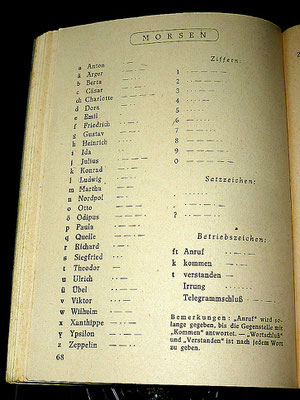 MORSEN
a Anton
ä Ärger
b Berta
c Cäsar
ch Charlotte
d Dora
e Emil
f Friedrich
g Gustav
h Heinrich
i Ida
j Julius
k Konrad
l Ludwig
m Martha
n Nordpol
o Otto
ö Ödipus
p Paula
q Quelle
r Richard
s Siegfried
t Theodor
u Ulrich
ü Übel
v Viktor
w Wilhelm
x Xanthippe
y Ypsilon
z Zeppelin
68
Ziffern:
1
2
3
4
5
6
7
8
9
0
Satzzeichen:
.
,
?
Betriebszeichen:
ft Anruf
k kommen
t verstanden
Irrung
Telegrammschluß
Bemerkungen: „Anruf" wird so-
lange gegeben, bis die Gegenstelle mit
„Kommen" antwortet. — „Wortschluß"
und „Verstanden" ist nach jedem Wort
zu geben.